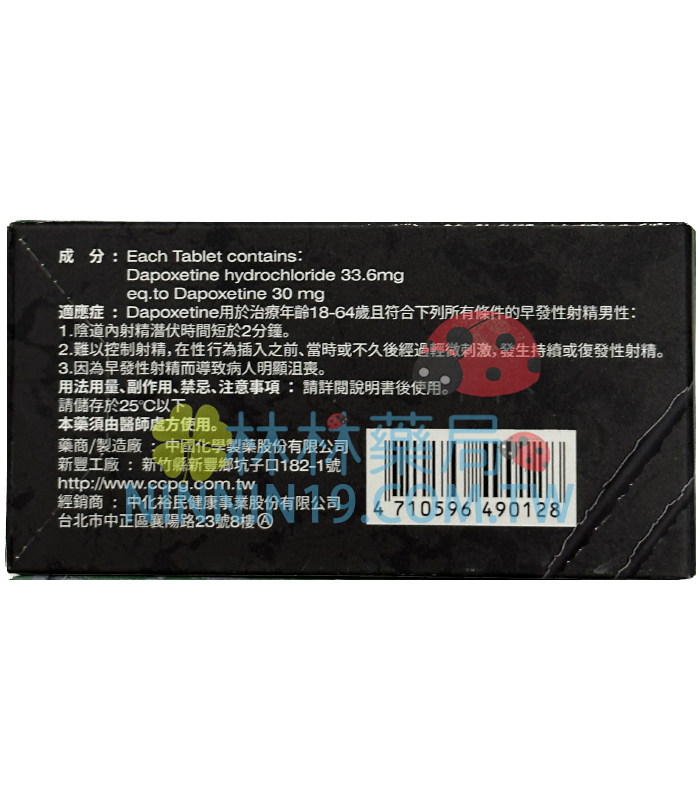 成 分：Each Tablet contains:
Dapoxetine hydrochloride 33.6mg
eq.to Dapoxetine 30 mg
適應症：Dapoxetine用於治療年齡18-64歲且符合下列所有條件的早發性射精男性：
1.陰道內射精潛伏時間短於2分鐘。
2.難以控制射精，在性行為插入之前、當時或不久後經過輕微刺激，發生持續或復發性射精。
3.因為早發性射精而導致病人明顯沮喪。
用法用量、副作用、禁忌、注意事項：請詳閱說明書後使用。
請儲存於25℃以下
本藥須由醫師處方使用。
藥商/製造廠：中國化學製藥股份有限公司
新豐工廠：新竹縣新豐鄉坑子口182-1號
http://www.ccpg.com.tw
經銷商：中化裕民健康事業股份有限公司
台北市中正區襄陽路23號8樓Ⓐ
4 710596 490128
林林藥局